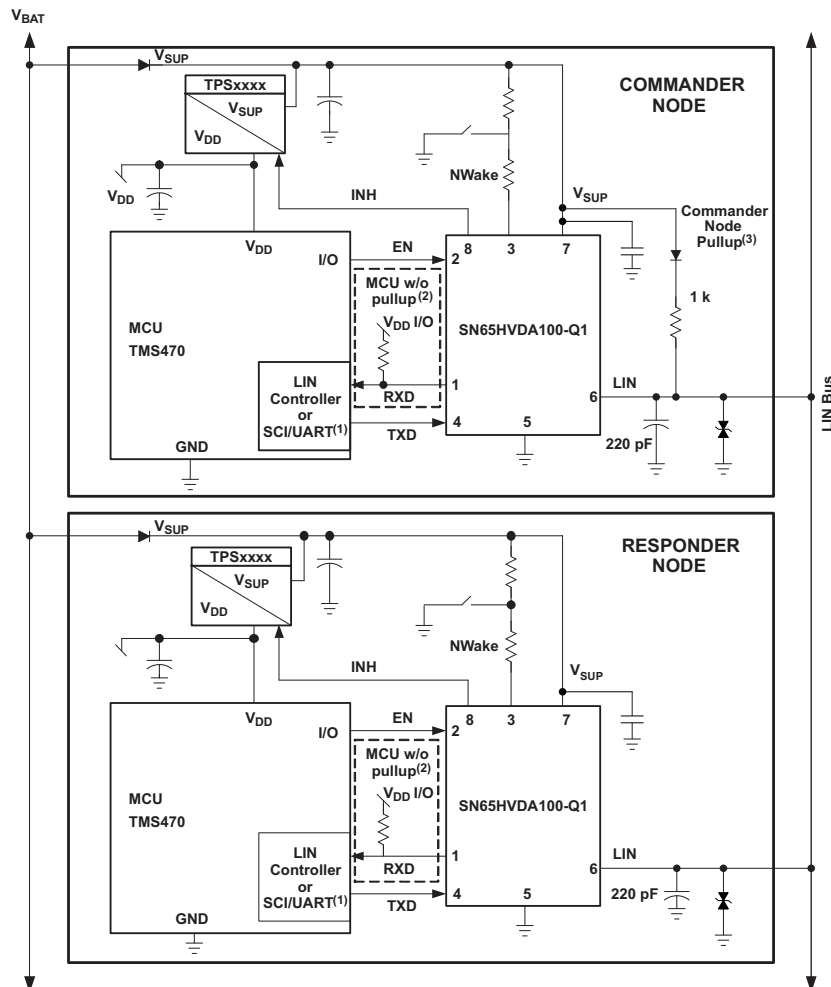 VBAT
VSUP
COMMANDER
NODE
TPSxxxx
VSUP
VDD
VDD
NWake
INH
VSUP
Commander
Node
Pullup(3)
VDD
8
3
7
I/O
EN
2
MCU w/o
pullup(2)
VDD I/O
1 k
MCU
TMS470
SN65HVDA100-Q1
LIN
Controller
or
SCI/UART(1)
1
RXD
6
LIN
4
TXD
5
220 pF
GND
LIN Bus
VSUP
RESPONDER
NODE
TPSxxxx
VSUP
VDD
NWake
INH
VSUP
VDD
8
3
7
I/O
EN
2
MCU w/o
pullup(2)
VDD I/O
MCU
TMS470
SN65HVDA100-Q1
LIN
Controller
or
SCI/UART(1)
1
RXD
6
LIN
4
TXD
5
220 pF
GND